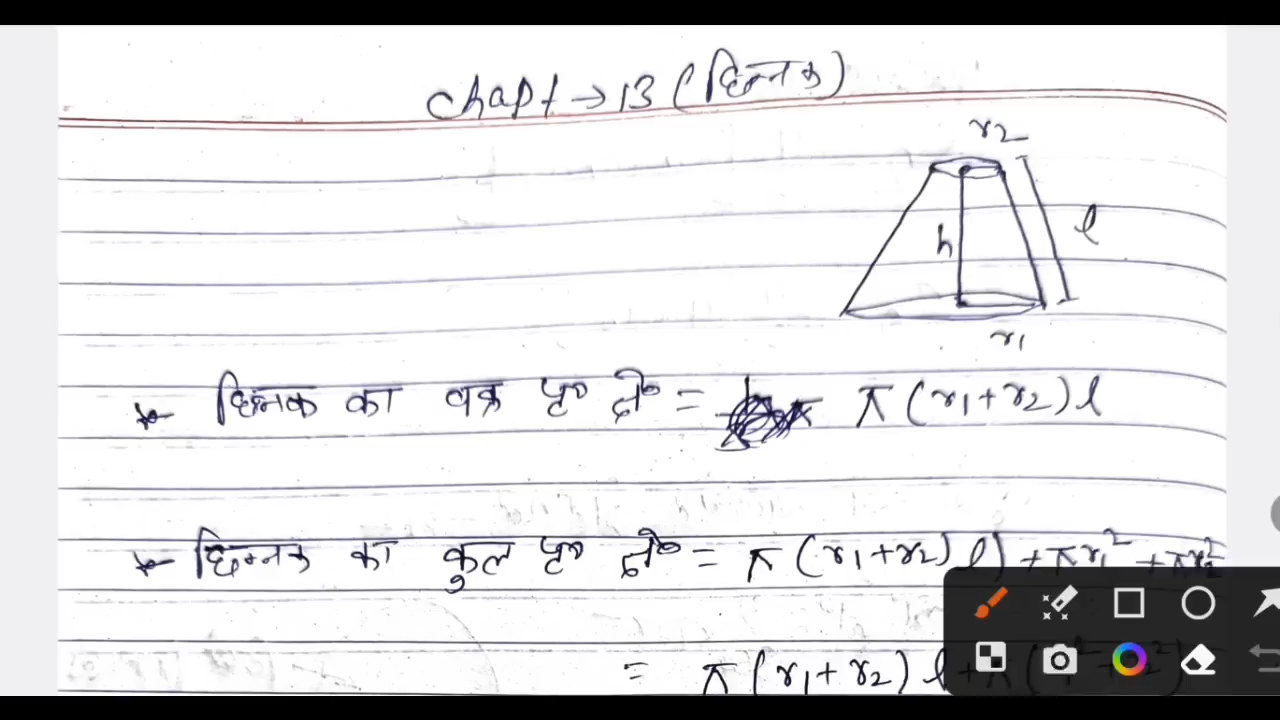 Chapt → 13 (छिन्नक)
r2
h
l
r1
* छिन्नक का वक्र पृ० क्षे० = π (r1+r2) l
* छिन्नक का कुल पृ० क्षे० = π (r1+r2) l) + πr1² + πr2²
= π (r1 + r2) l + π (